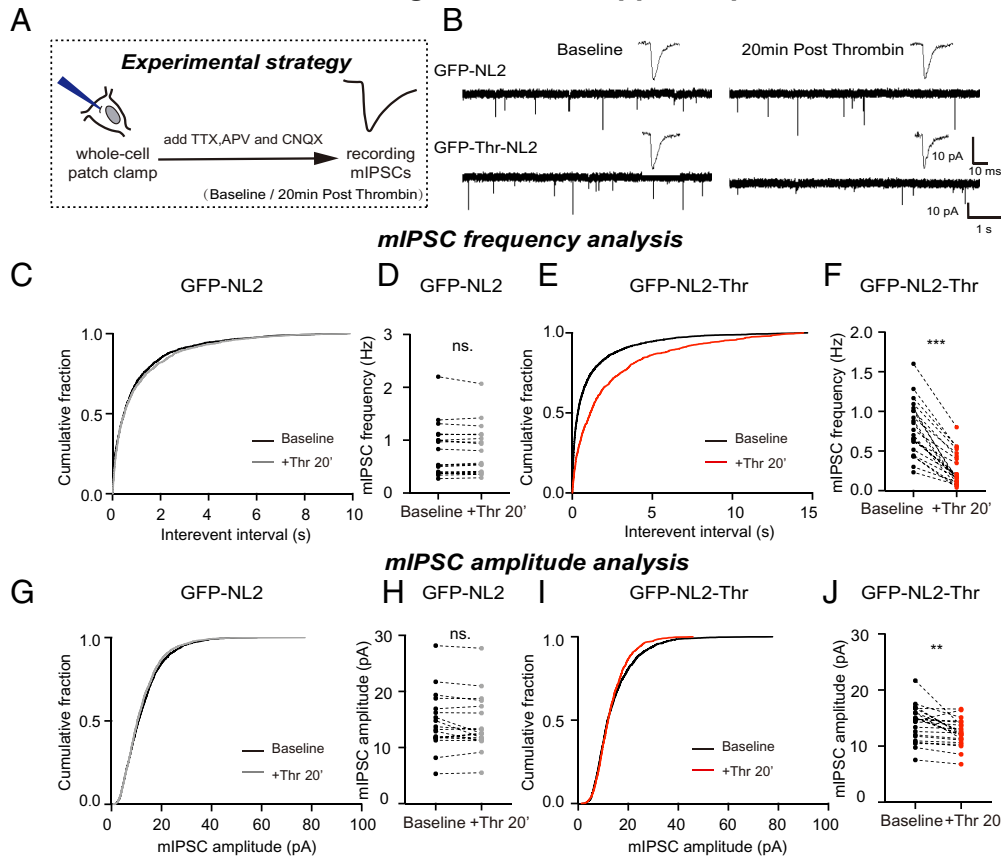 A
Experimental strategy
whole-cell
patch clamp
add TTX,APV and CNQX
recording
mIPSCs
(Baseline / 20min Post Thrombin)
B
Baseline
20min Post Thrombin
GFP-NL2
GFP-Thr-NL2
10 pA
10 ms
10 pA
1 s
mIPSC frequency analysis
C
GFP-NL2
Cumulative fraction
1.0
0.5
0.0
Baseline
+Thr 20'
0 2 4 6 8 10
Interevent interval (s)
D
GFP-NL2
mIPSC frequency (Hz)
3
2
1
0
ns.
Baseline +Thr 20'
E
GFP-NL2-Thr
Cumulative fraction
1.0
0.5
0.0
Baseline
+Thr 20'
0 5 10 15
Interevent interval (s)
F
GFP-NL2-Thr
mIPSC frequency (Hz)
2.0
1.5
1.0
0.5
0.0
***
Baseline +Thr 20'
mIPSC amplitude analysis
G
GFP-NL2
Cumulative fraction
1.0
0.5
0.0
Baseline
+Thr 20'
0 20 40 60 80 100
mIPSC amplitude (pA)
H
GFP-NL2
mIPSC amplitude (pA)
30
20
10
0
ns.
Baseline +Thr 20'
I
GFP-NL2-Thr
Cumulative fraction
1.0
0.5
0.0
Baseline
+Thr 20'
0 20 40 60 80 100
mIPSC amplitude (pA)
J
GFP-NL2-Thr
mIPSC amplitude (pA)
30
20
10
0
**
Baseline +Thr 20